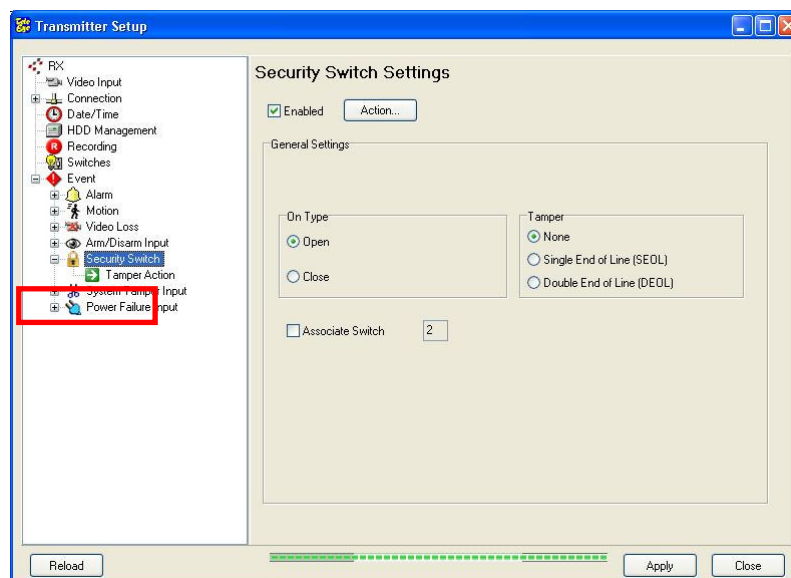 Transmitter Setup
RX
Video Input
Connection
Date/Time
HDD Management
Recording
Switches
Event
Alarm
Motion
Video Loss
Arm/Disarm Input
Security Switch
Tamper Action
System Tamper Input
Power Failure Input
Security Switch Settings
Enabled
Action...
General Settings
On Type
Open
Close
Tamper
None
Single End of Line (SEOL)
Double End of Line (DEOL)
Associate Switch 2
Reload
Apply
Close